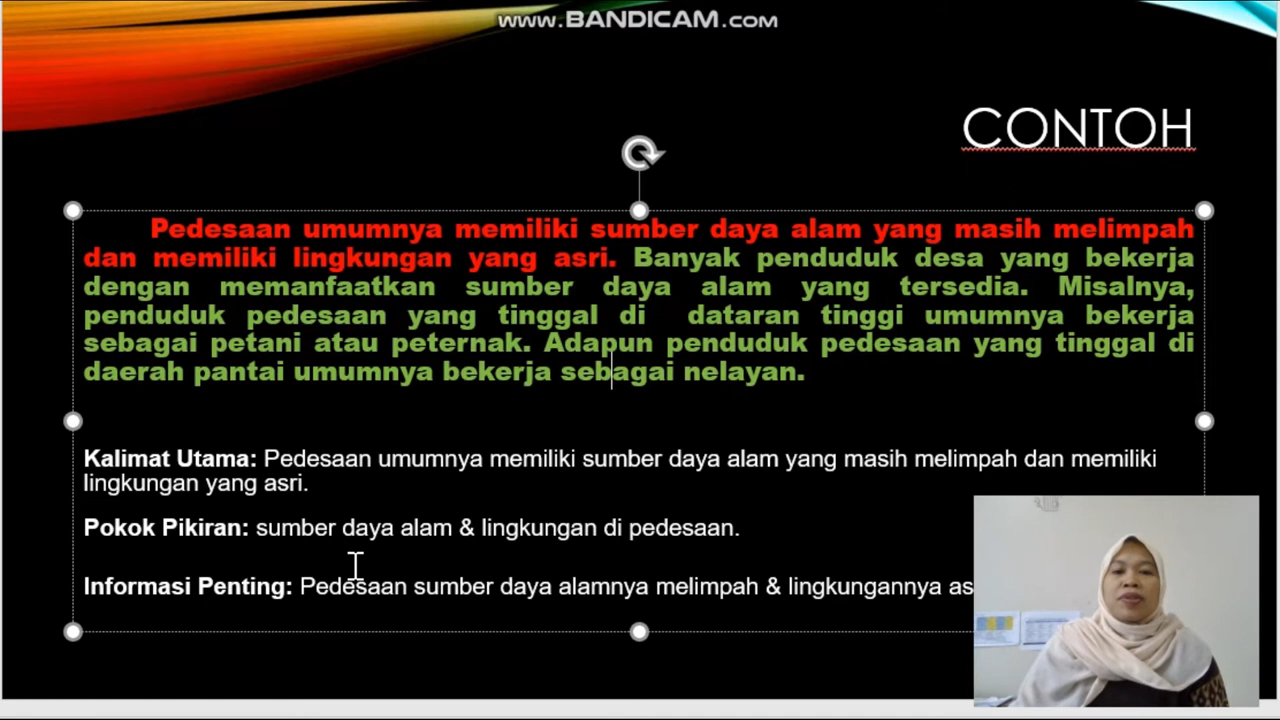 www.BANDICAM.com
CONTOH
Pedesaan umumnya memiliki sumber daya alam yang masih melimpah
dan memiliki lingkungan yang asri. Banyak penduduk desa yang bekerja
dengan memanfaatkan sumber daya alam yang tersedia. Misalnya,
penduduk pedesaan yang tinggal di dataran tinggi umumnya bekerja
sebagai petani atau peternak. Adapun penduduk pedesaan yang tinggal di
daerah pantai umumnya bekerja sebagai nelayan.
Kalimat Utama: Pedesaan umumnya memiliki sumber daya alam yang masih melimpah dan memiliki
lingkungan yang asri.
Pokok Pikiran: sumber daya alam & lingkungan di pedesaan.
Informasi Penting: Pedesaan sumber daya alamnya melimpah & lingkungannya as